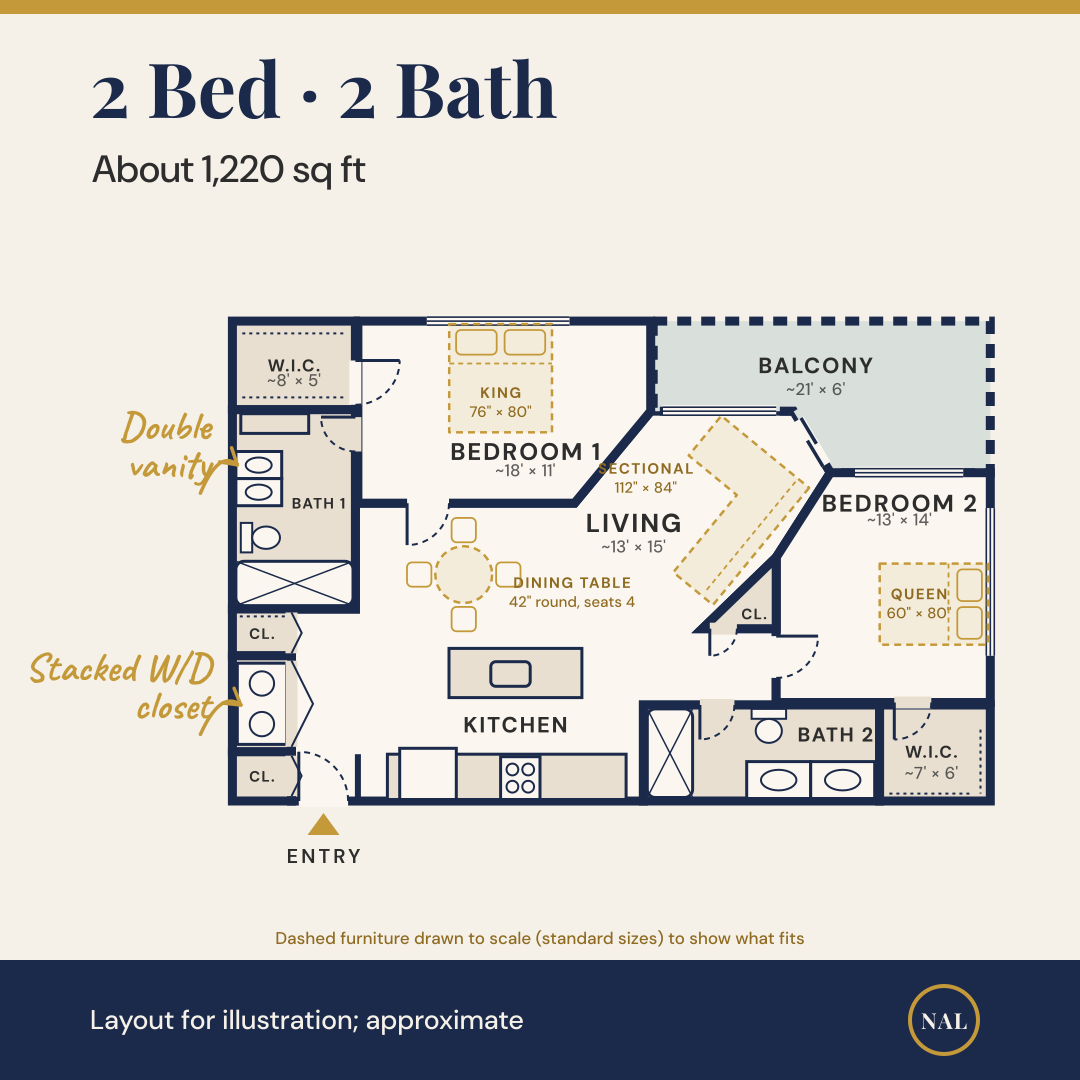 2 Bed · 2 Bath
About 1,220 sq ft
W.I.C.
~8' × 5'
KING
76" × 80"
BEDROOM 1
~18' × 11'
BALCONY
~21' × 6'
Double
vanity
BATH 1
SECTIONAL
112" × 84"
LIVING
~13' × 15'
BEDROOM 2
~13' × 14'
DINING TABLE
42" round, seats 4
QUEEN
60" × 80"
CL.
CL.
Stacked W/D
closet
KITCHEN
BATH 2
W.I.C.
~7' × 6'
CL.
ENTRY
Dashed furniture drawn to scale (standard sizes) to show what fits
Layout for illustration; approximate
NAL